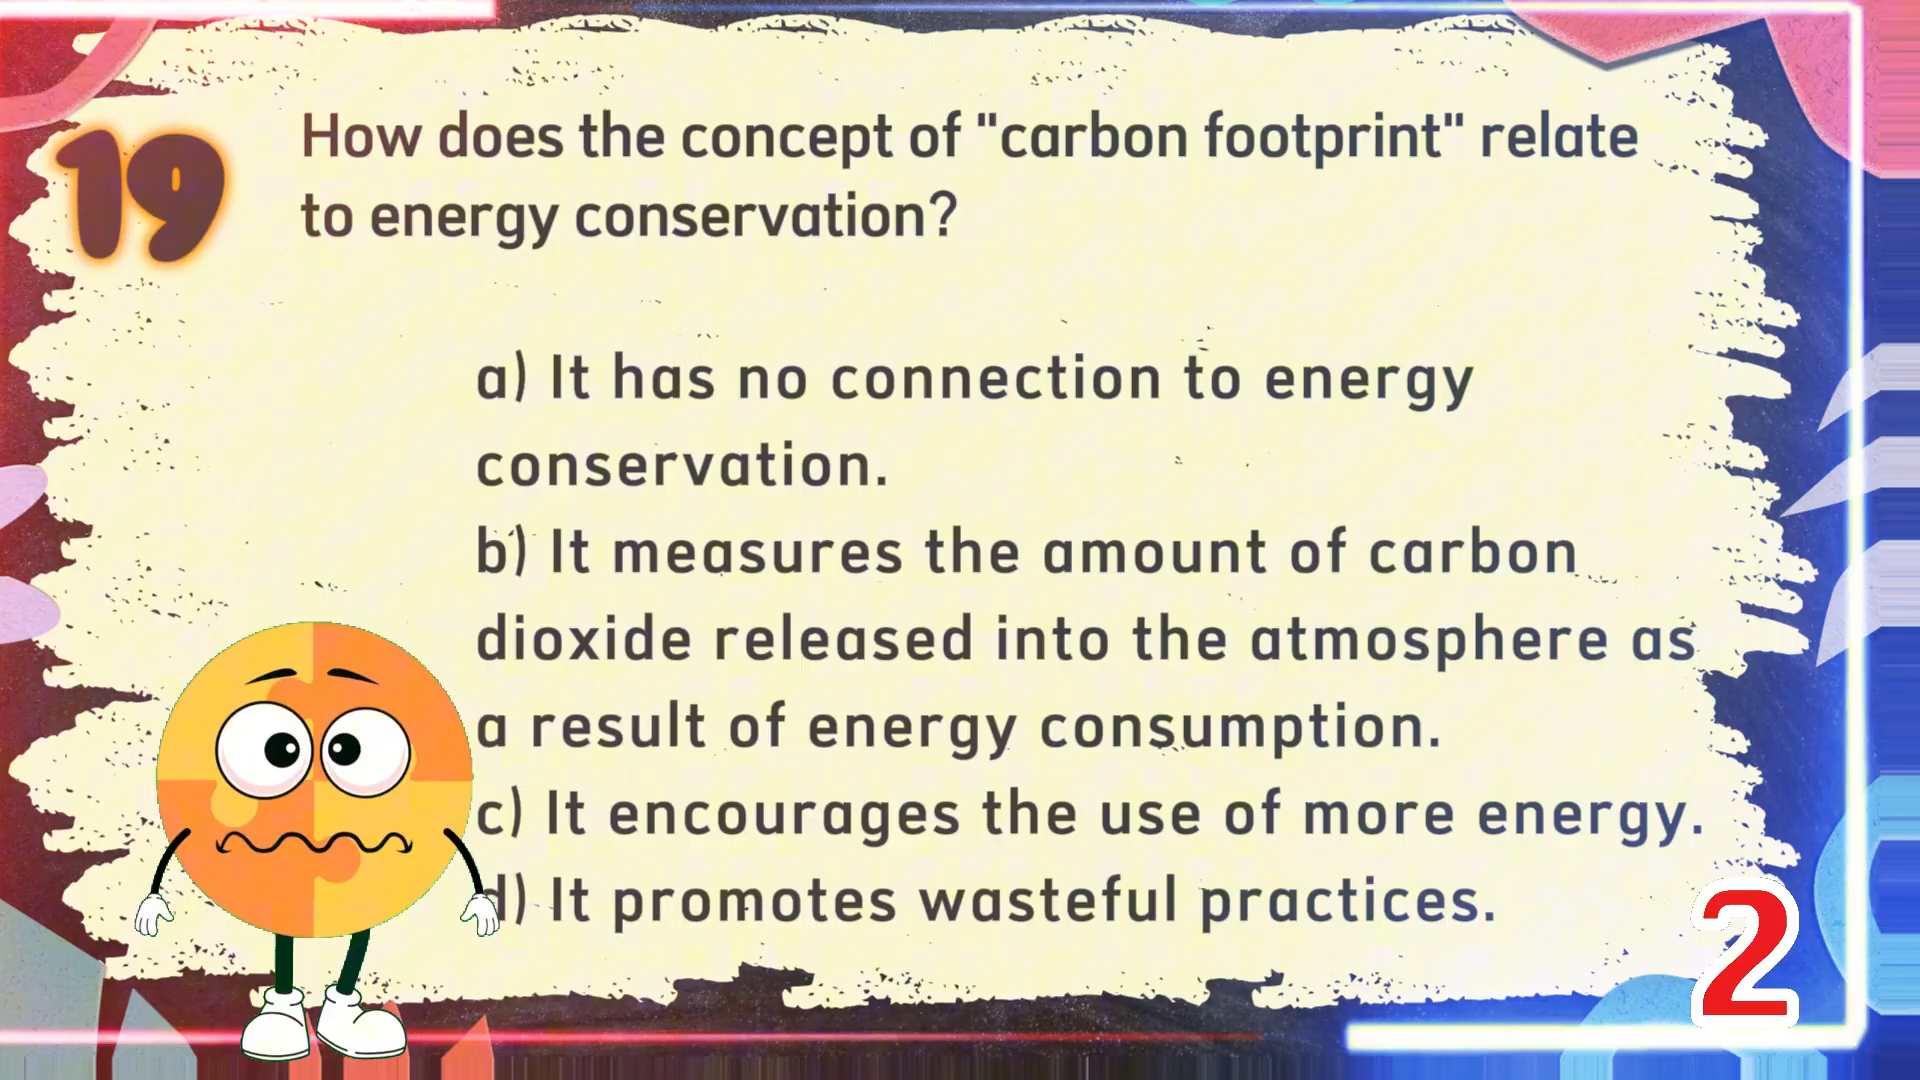 19
How does the concept of "carbon footprint" relate
to energy conservation?
a) It has no connection to energy
conservation.
b) It measures the amount of carbon
dioxide released into the atmosphere as
a result of energy consumption.
c) It encourages the use of more energy.
d) It promotes wasteful practices.
2